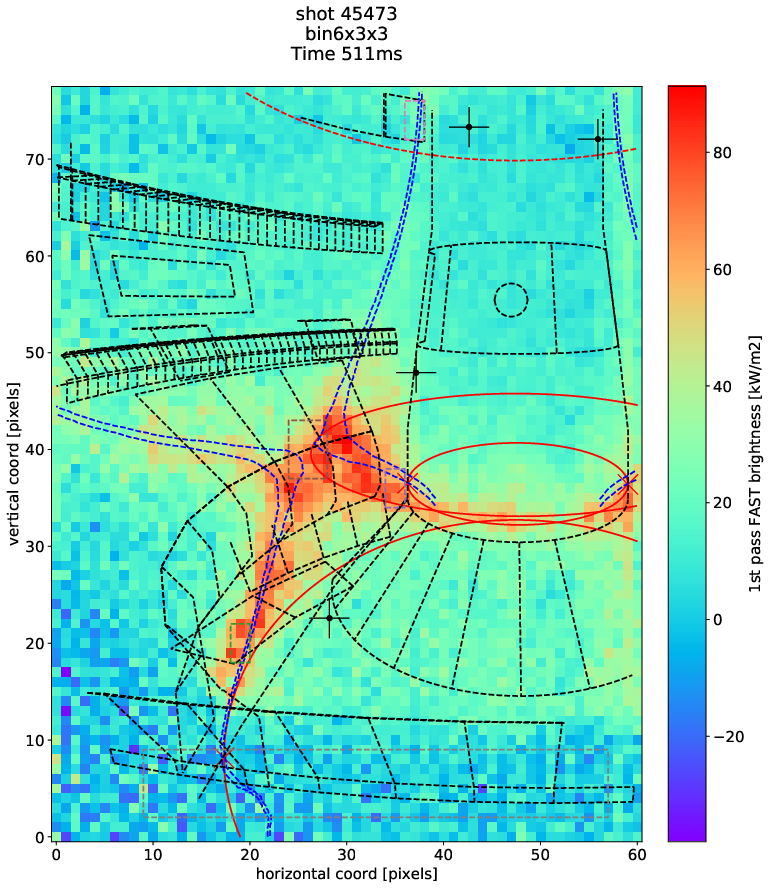 shot 45473
bin6x3x3
Time 511ms
70
60
50
40
30
20
10
0
vertical coord [pixels]
0 10 20 30 40 50 60
horizontal coord [pixels]
80
60
40
20
0
−20
1st pass FAST brightness [kW/m2]